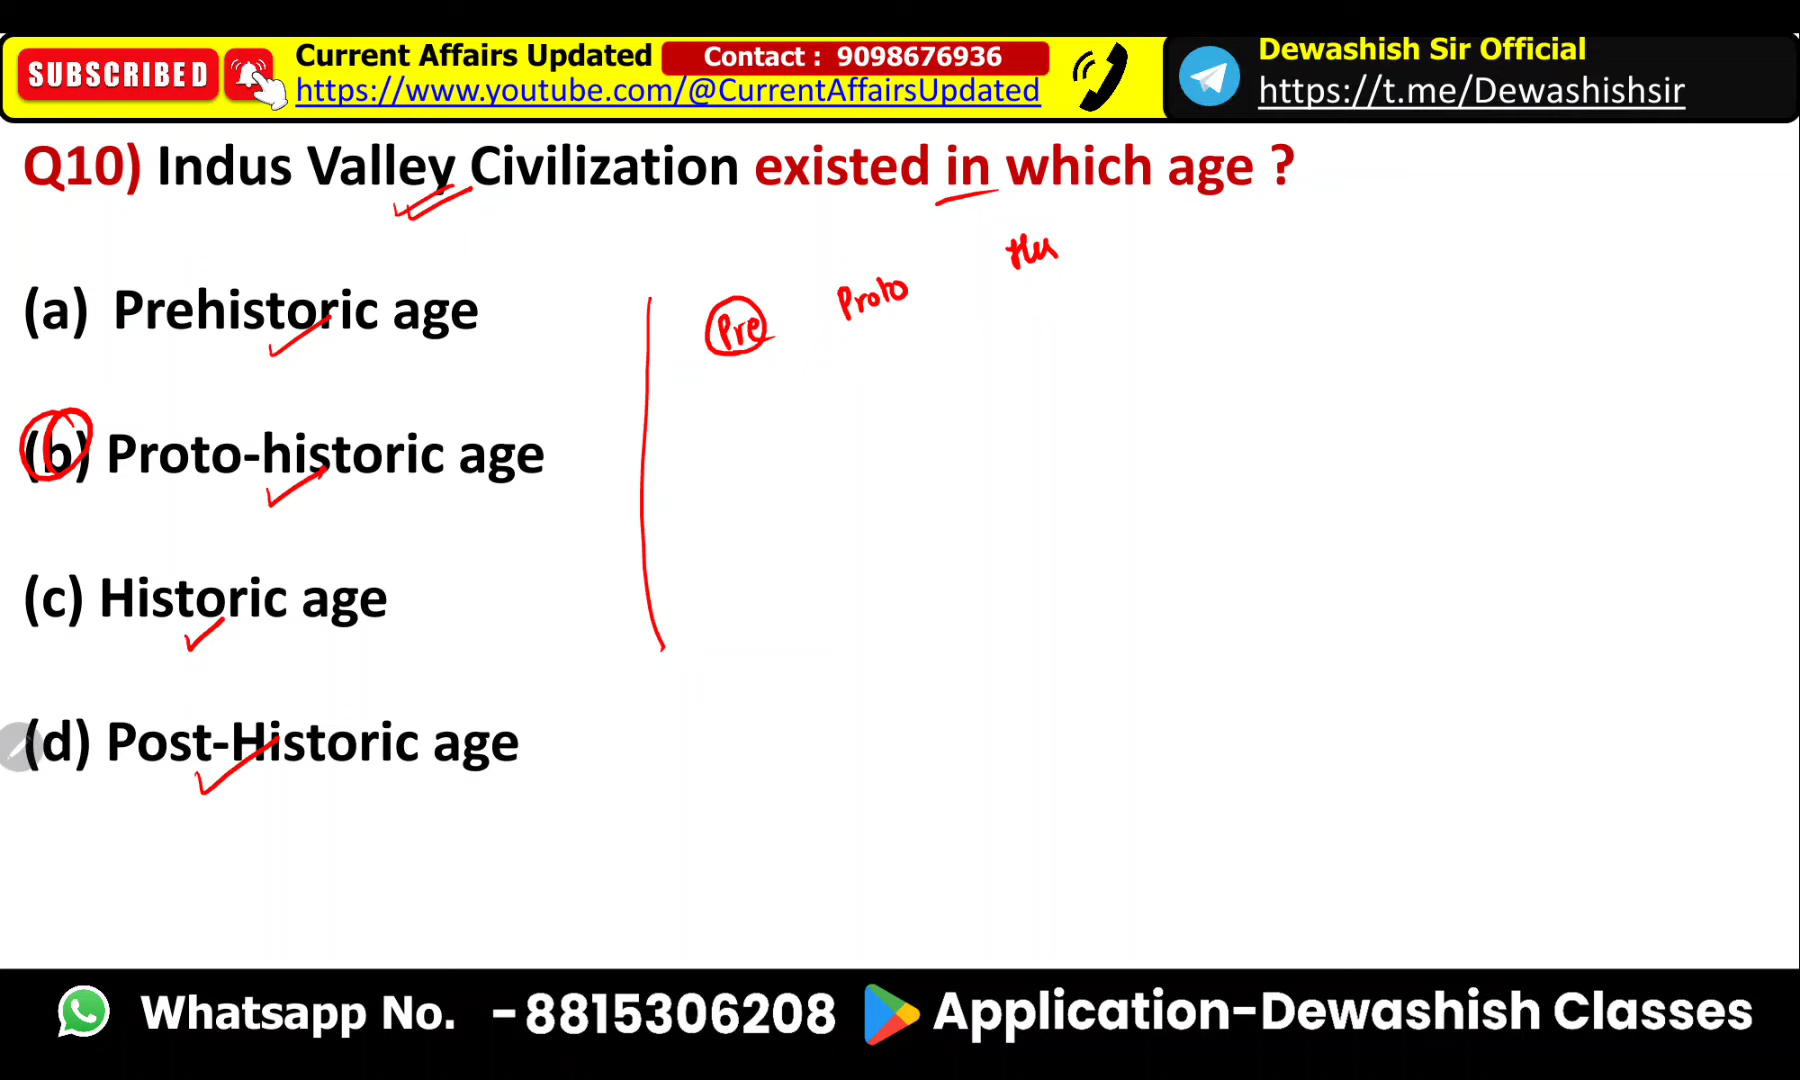 SUBSCRIBED
Current Affairs Updated
Contact : 9098676936
https://www.youtube.com/@CurrentAffairsUpdated
Dewashish Sir Official
https://t.me/Dewashishsir
Q10) Indus Valley Civilization existed in which age ?
(a) Prehistoric age
Pre
Proto
(b) Proto-historic age
(c) Historic age
(d) Post-Historic age
Whatsapp No. -8815306208
Application-Dewashish Classes